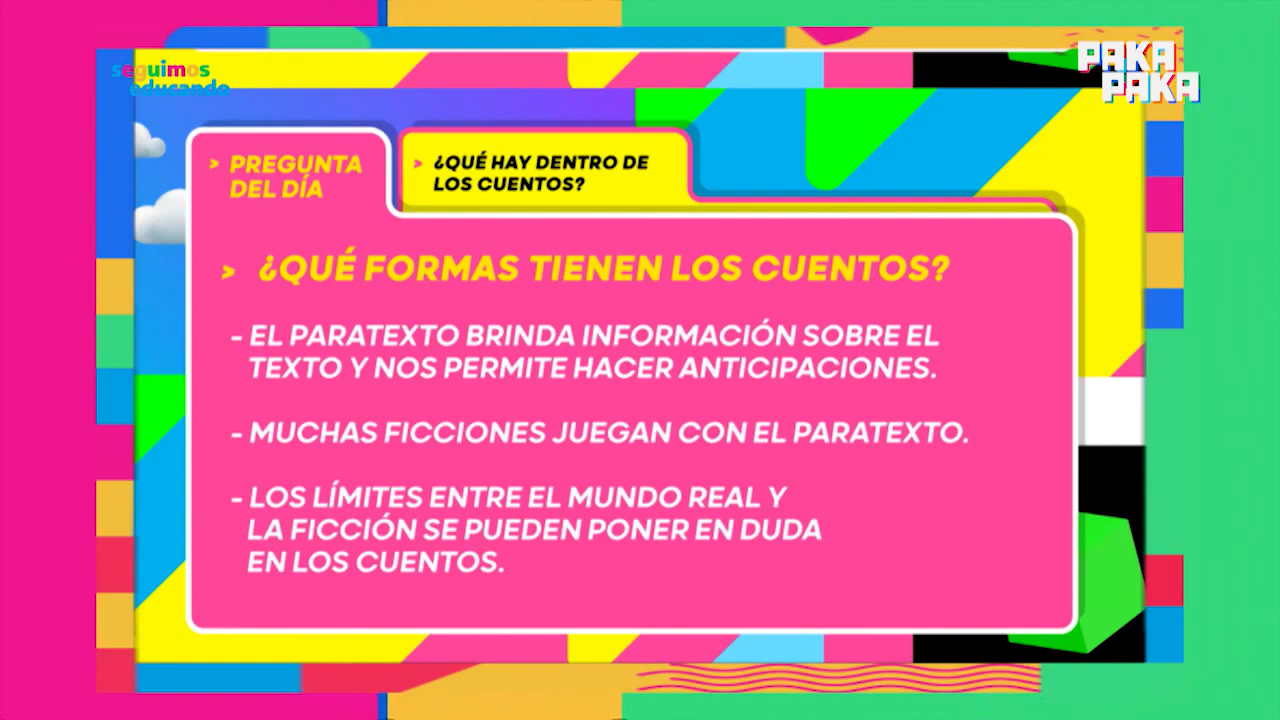 seguimos
educando
PAKA
PAKA
> PREGUNTA
DEL DÍA
> ¿QUÉ HAY DENTRO DE
LOS CUENTOS?
> ¿QUÉ FORMAS TIENEN LOS CUENTOS?
- EL PARATEXTO BRINDA INFORMACIÓN SOBRE EL
TEXTO Y NOS PERMITE HACER ANTICIPACIONES.
- MUCHAS FICCIONES JUEGAN CON EL PARATEXTO.
- LOS LÍMITES ENTRE EL MUNDO REAL Y
LA FICCIÓN SE PUEDEN PONER EN DUDA
EN LOS CUENTOS.